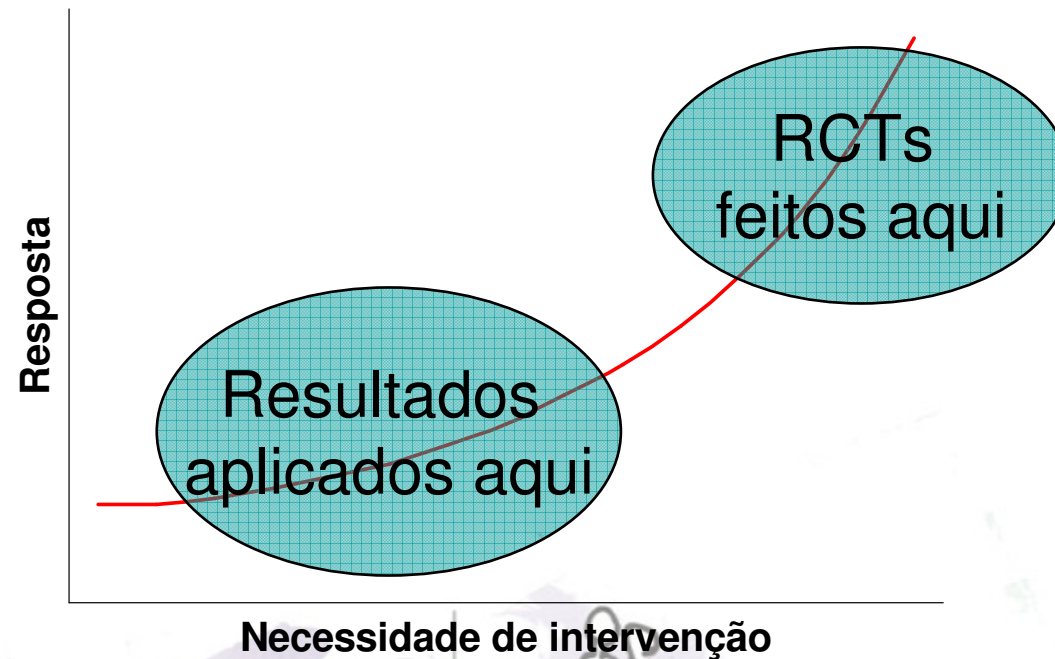 RCTs
feitos aqui
Resposta
Resultados
aplicados aqui
Necessidade de intervenção